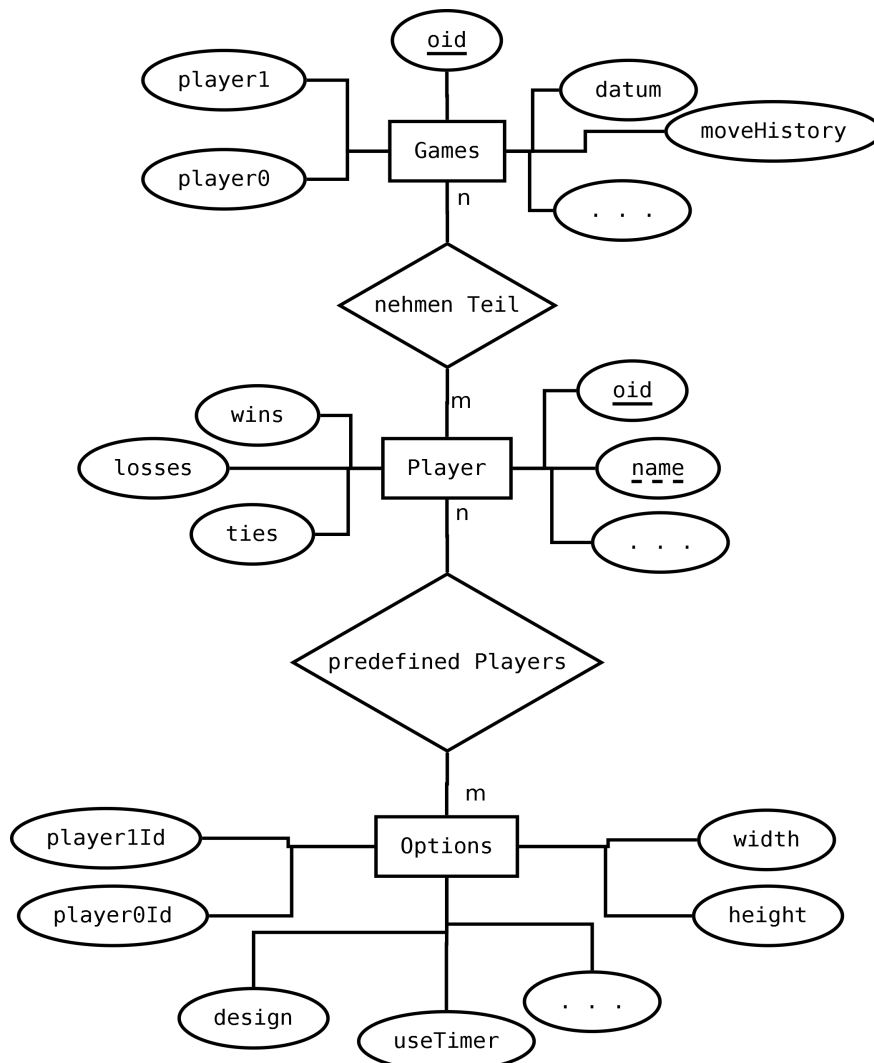 oid
player1
datum
moveHistory
Games
player0
n
. . .
nehmen Teil
oid
m
wins
losses
Player
name
n
ties
. . .
predefined Players
m
player1Id
Options
width
player0Id
height
. . .
design
useTimer